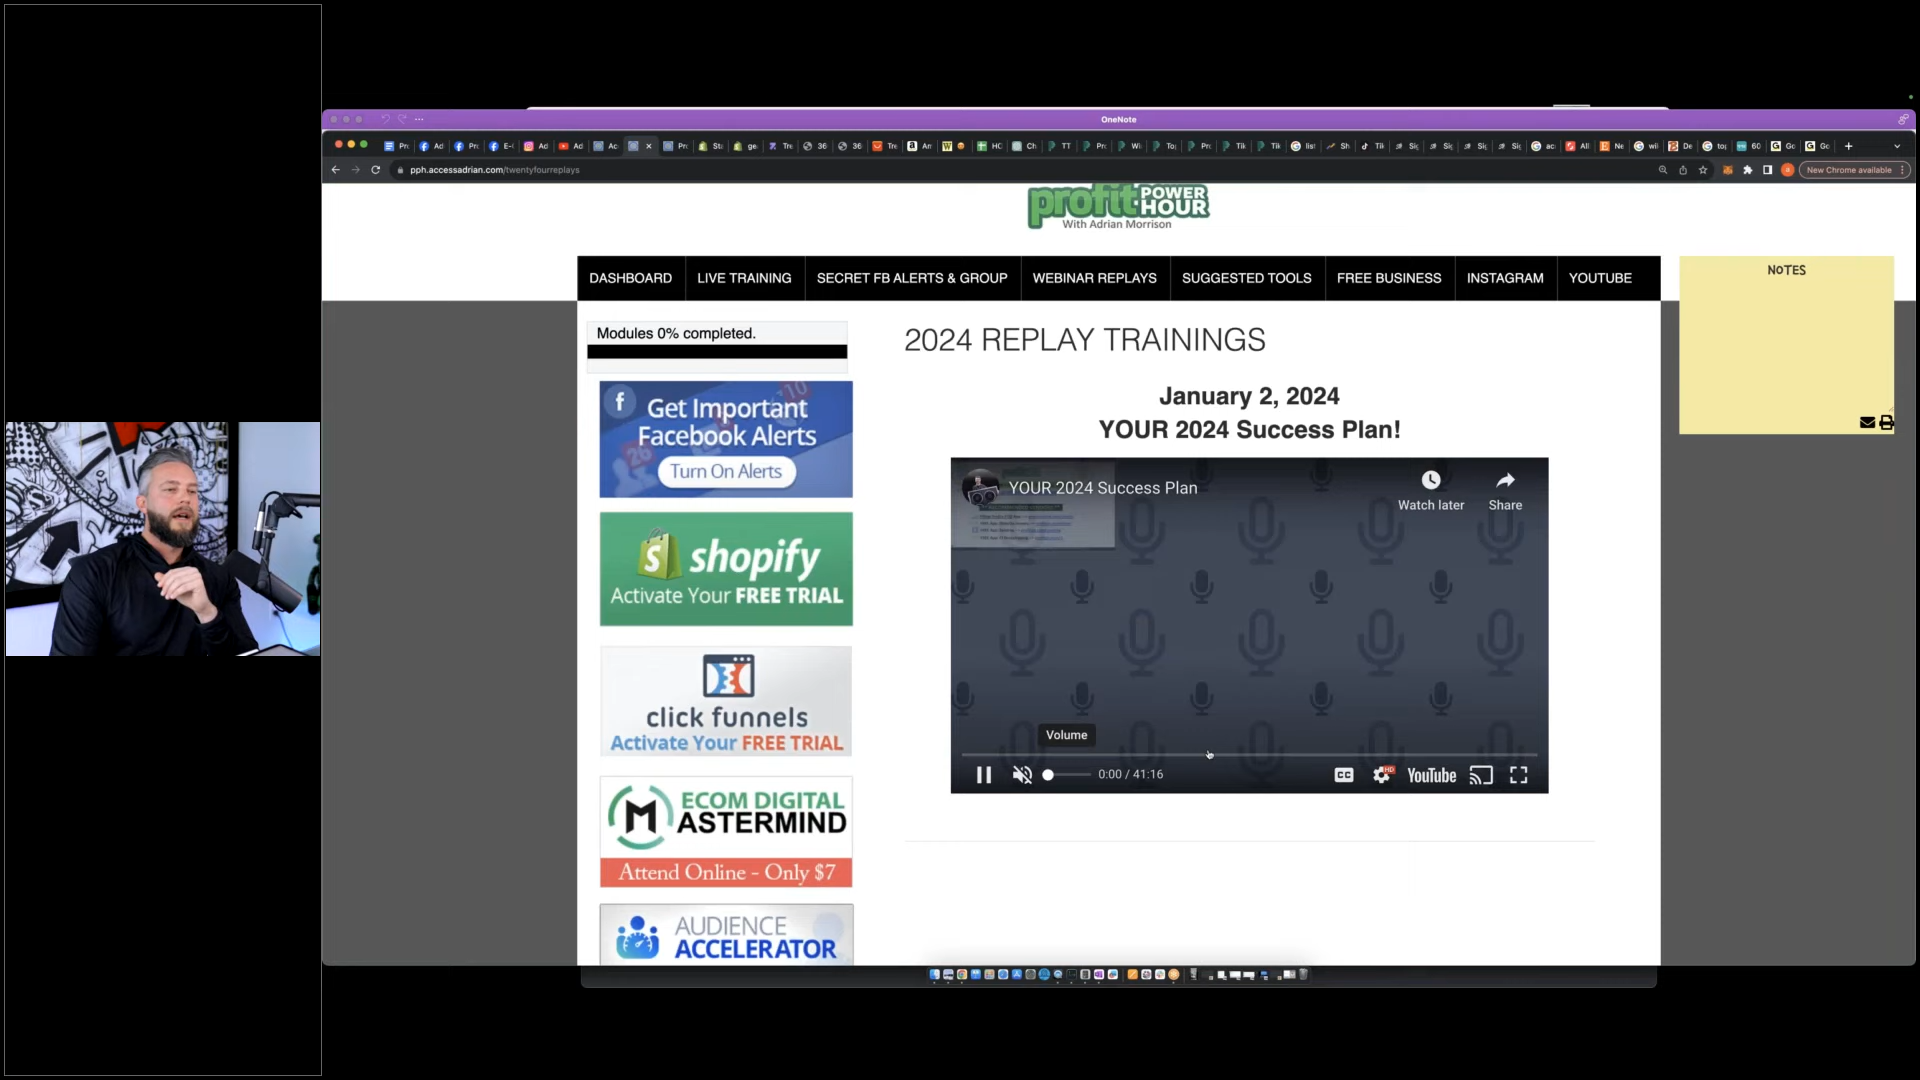 OneNote
pph.accessadrian.com/twentyfourreplays
New Chrome available
profit POWER
HOUR
With Adrian Morrison
DASHBOARD
LIVE TRAINING
SECRET FB ALERTS & GROUP
WEBINAR REPLAYS
SUGGESTED TOOLS
FREE BUSINESS
INSTAGRAM
YOUTUBE
NOTES
Modules 0% completed.
Get Important
Facebook Alerts
Turn On Alerts
shopify
Activate Your FREE TRIAL
click funnels
Activate Your FREE TRIAL
ECOM DIGITAL
MASTERMIND
Attend Online - Only $7
AUDIENCE
ACCELERATOR
2024 REPLAY TRAININGS
January 2, 2024
YOUR 2024 Success Plan!
YOUR 2024 Success Plan
Watch later
Share
Volume
0:00 / 41:16
CC
HD
YouTube